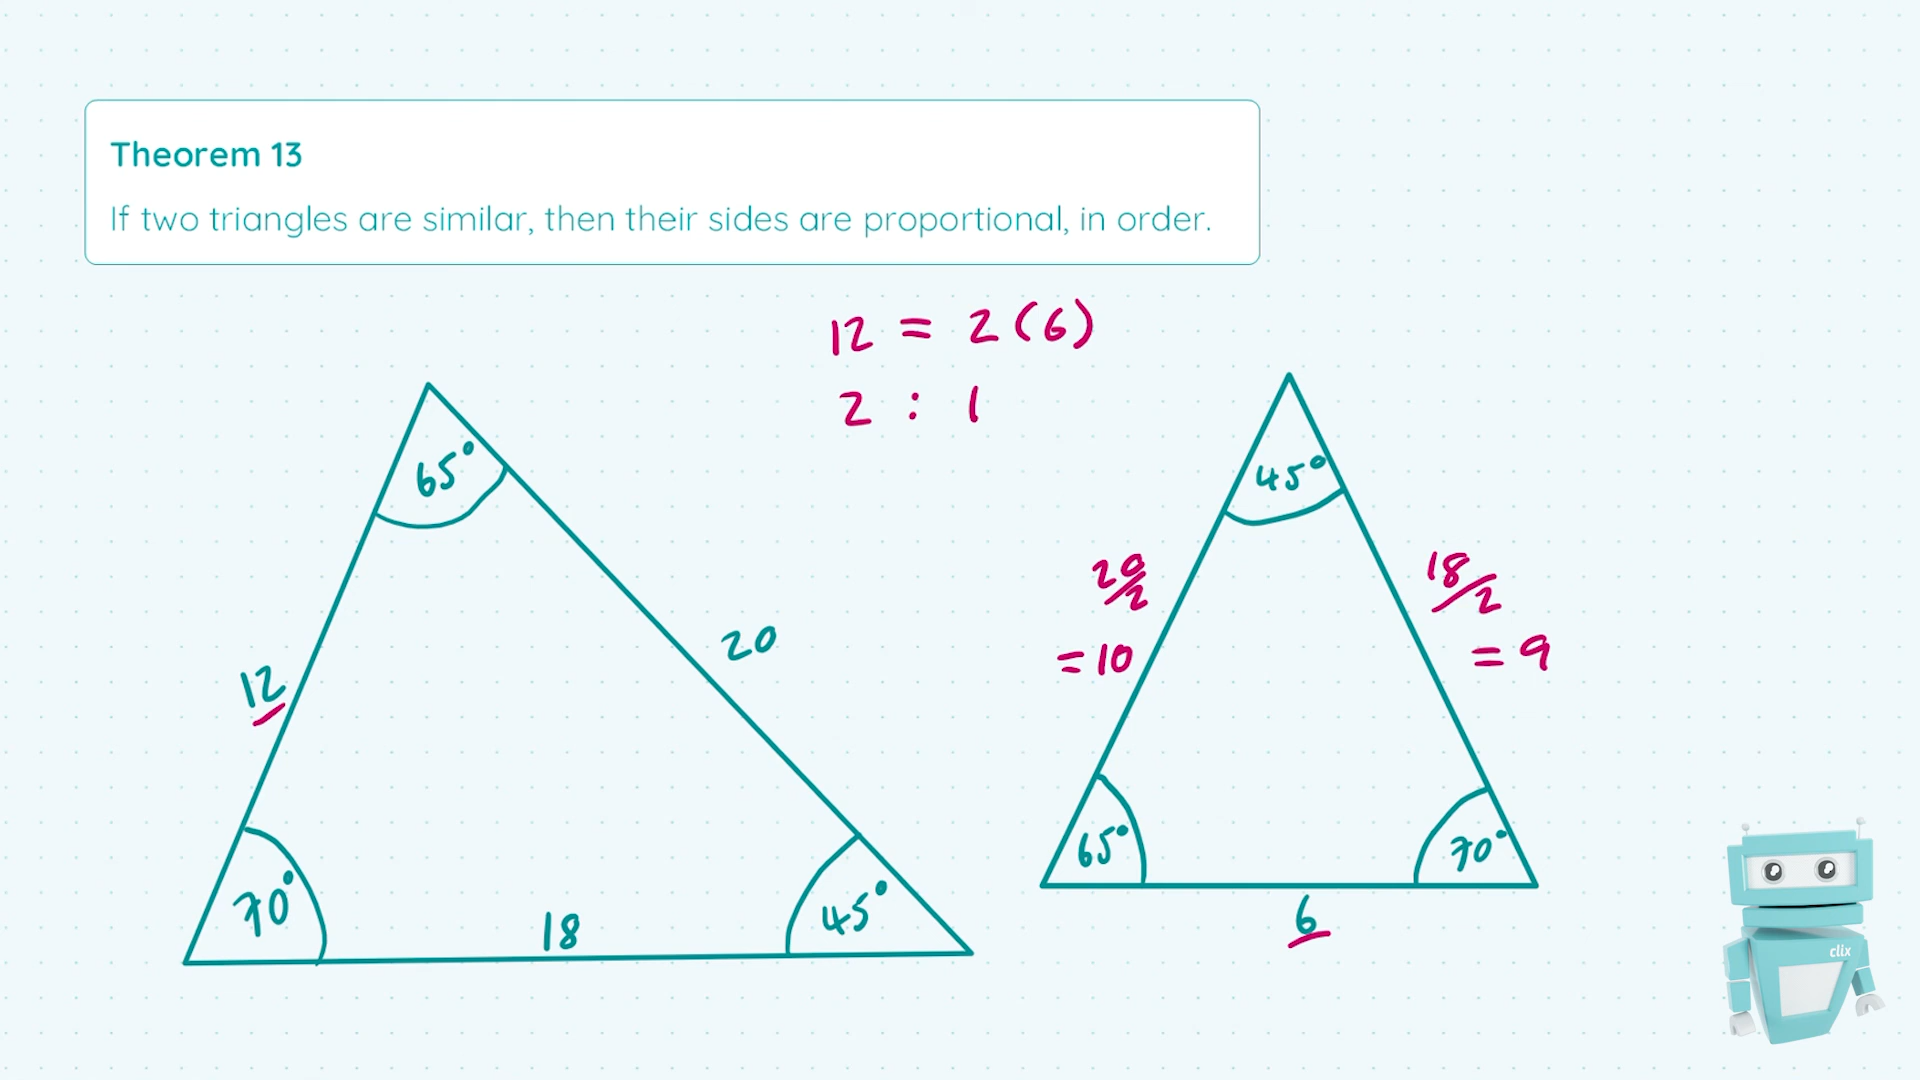 Theorem 13
If two triangles are similar, then their sides are proportional, in order.
12 = 2(6)
2 : 1
65°
12
20
70°
18
45°
45°
20/2
= 10
18/2
= 9
65°
70°
6
clix